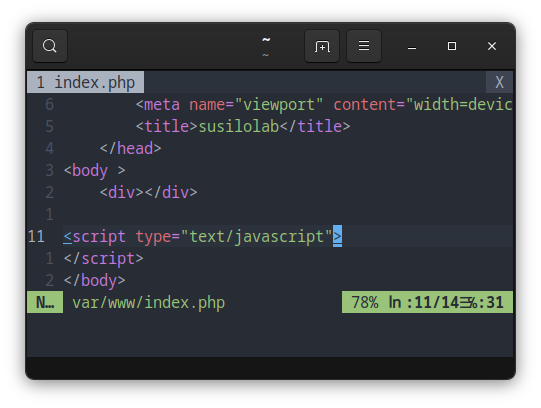 ~
~
1 index.php X
6 <meta name="viewport" content="width=devic
5 <title>susilolab</title>
4 </head>
3 <body >
2 <div></div>
1
11 <script type="text/javascript">
1 </script>
2 </body>
N… var/www/index.php 78% ln :11/14☰%:31